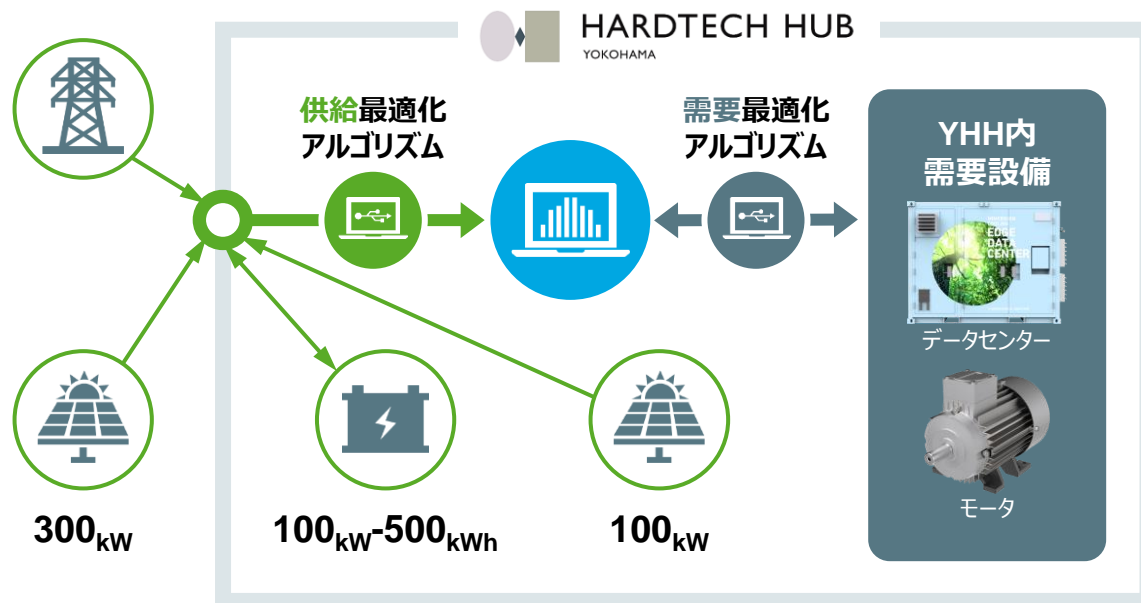 HARDTECH HUB
YOKOHAMA
供給最適化
アルゴリズム
需要最適化
アルゴリズム
YHH内
需要設備
EDGE
DATA
CENTER
データセンター
モータ
300kW
100kW-500kWh
100kW